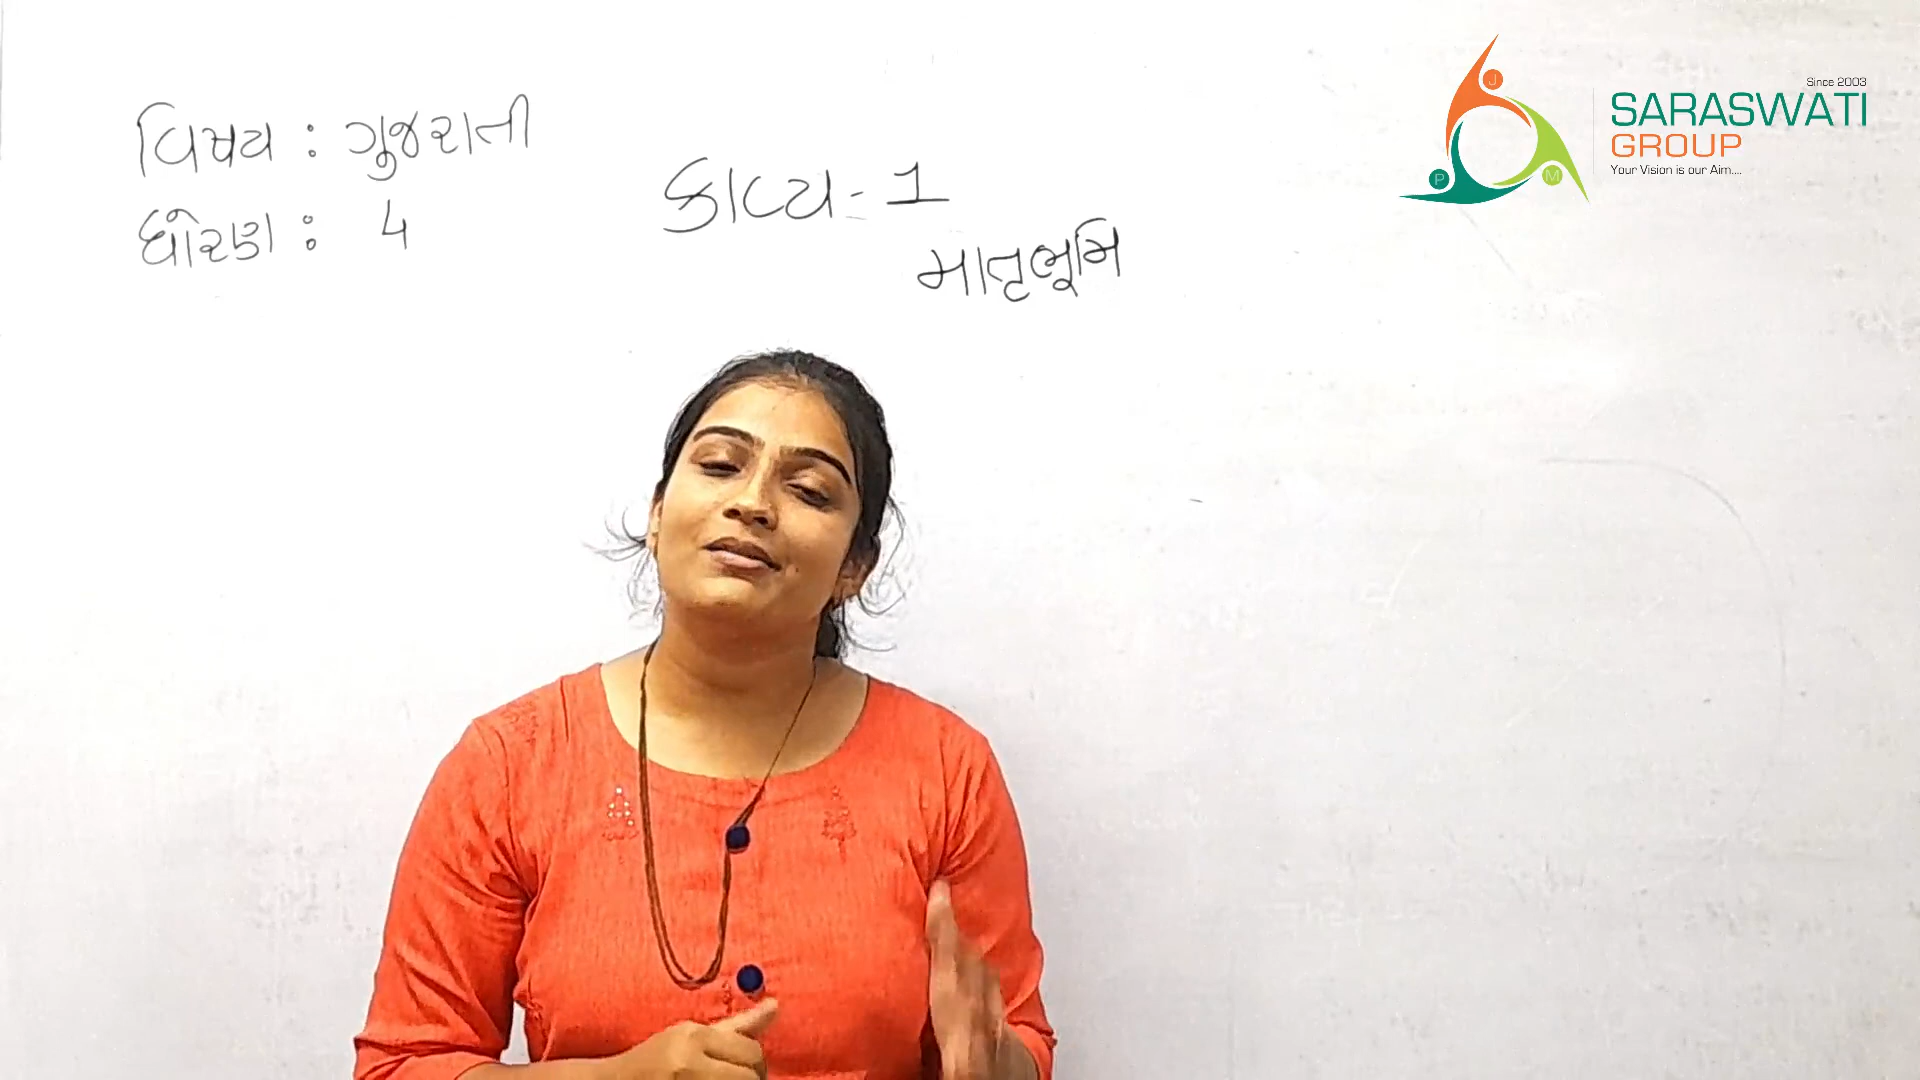 વિષય : ગુજરાતી
ધોરણ : 4
કાવ્ય - 1
માતૃભૂમિ
Since 2003
SARASWATI
GROUP
Your Vision is our Aim....
J
P
M